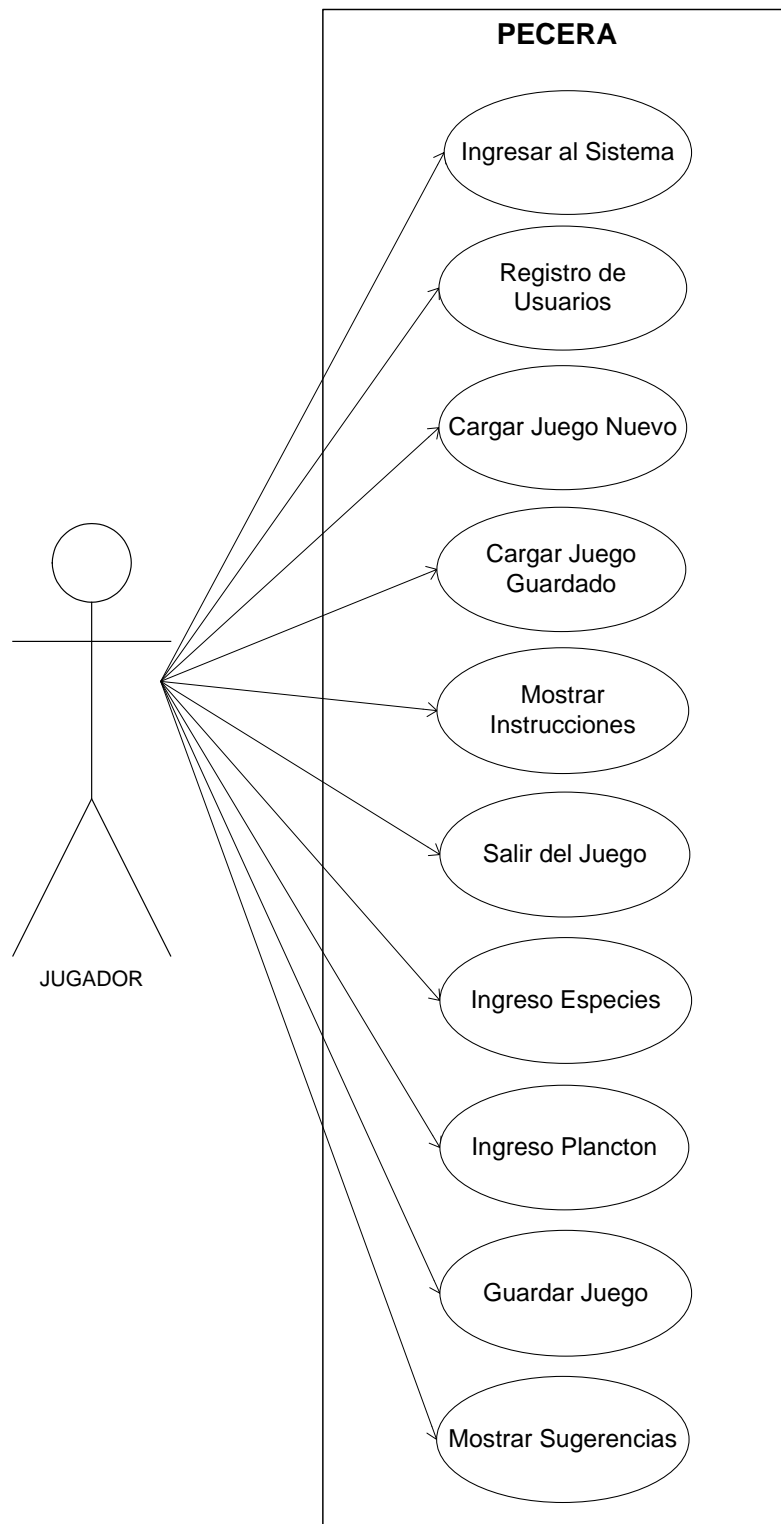 PECERA
Ingresar al Sistema
Registro de
Usuarios
Cargar Juego Nuevo
Cargar Juego
Guardado
Mostrar
Instrucciones
Salir del Juego
JUGADOR
Ingreso Especies
Ingreso Plancton
Guardar Juego
Mostrar Sugerencias